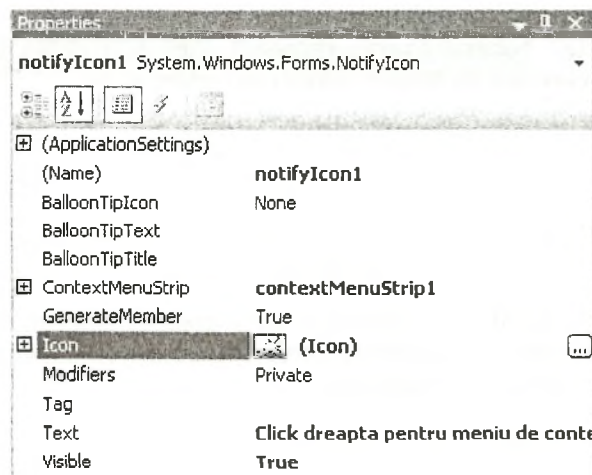 Properties
notifyIcon1 System.Windows.Forms.NotifyIcon
(ApplicationSettings)
(Name) notifyIcon1
BalloonTipIcon None
BalloonTipText
BalloonTipTitle
ContextMenuStrip contextMenuStrip1
GenerateMember True
Icon (Icon) ...
Modifiers Private
Tag
Text Click dreapta pentru meniu de conte
Visible True